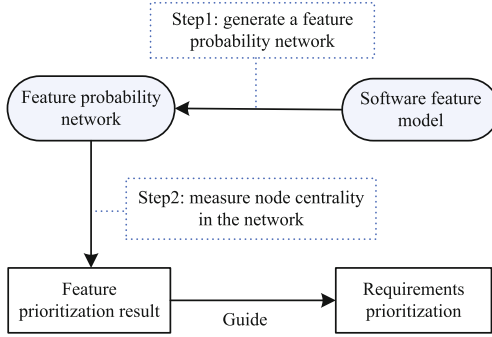 Step1: generate a feature
probability network
Feature probability
network
Software feature
model
Step2: measure node centrality
in the network
Feature
prioritization result
Guide
Requirements
prioritization